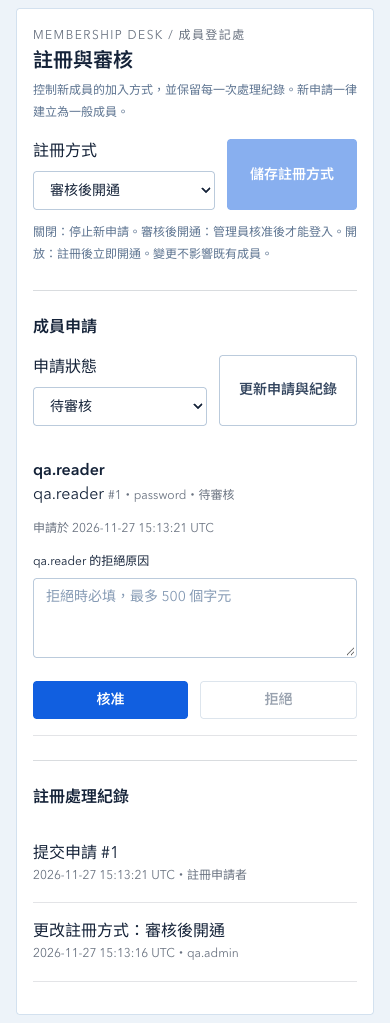 MEMBERSHIP DESK / 成員登記處
註冊與審核
控制新成員的加入方式，並保留每一次處理紀錄。新申請一律
建立為一般成員。
註冊方式
審核後開通
儲存註冊方式
關閉：停止新申請。審核後開通：管理員核准後才能登入。開
放：註冊後立即開通。變更不影響既有成員。
成員申請
申請狀態
待審核
更新申請與紀錄
qa.reader
qa.reader #1・password・待審核
申請於 2026-11-27 15:13:21 UTC
qa.reader 的拒絕原因
拒絕時必填，最多 500 個字元
核准
拒絕
註冊處理紀錄
提交申請 #1
2026-11-27 15:13:21 UTC・註冊申請者
更改註冊方式：審核後開通
2026-11-27 15:13:16 UTC・qa.admin